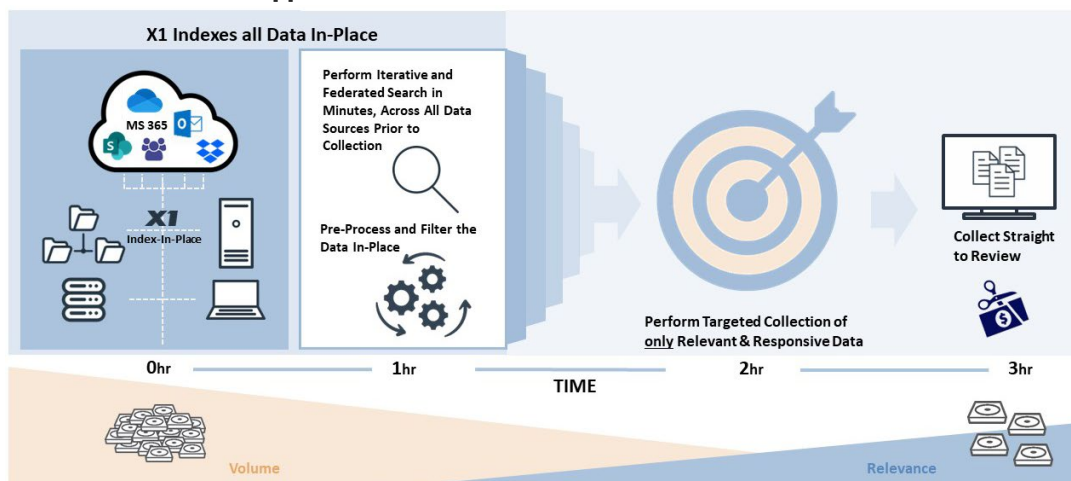 X1 Indexes all Data In-Place
MS 365
X1
Index-In-Place
Perform Iterative and
Federated Search in
Minutes, Across All Data
Sources Prior to
Collection
Pre-Process and Filter the
Data In-Place
Perform Targeted Collection of
only Relevant & Responsive Data
Collect Straight
to Review
0hr
1hr
2hr
3hr
TIME
Volume
Relevance